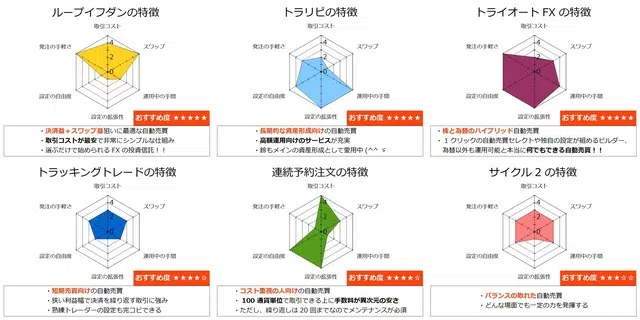 ループイフダンの特徴
取引コスト
発注の手軽さ
スワップ
4
2
0
設定の自由度
運用中の手間
設定の拡張性
おすすめ度 ★★★★★
・決済益＋スワップ益狙いに最適な自動売買
・取引コストが最安で非常にシンプルな仕組み
・選ぶだけで始められる FX の投資信託！！
トラリピの特徴
取引コスト
発注の手軽さ
スワップ
4
2
0
設定の自由度
運用中の手間
設定の拡張性
おすすめ度 ★★★★★
・長期的な資産形成向けの自動売買
・高額運用向けのサービスが充実
・鈴もメインの資産形成として愛用中 (^^ ゞ
トライオート FX の特徴
取引コスト
発注の手軽さ
スワップ
4
2
0
設定の自由度
運用中の手間
設定の拡張性
おすすめ度 ★★★★★
・株と為替のハイブリッド自動売買
・1 クリックの自動売買セレクトや独自の設定が組めるビルダー、
為替以外も運用可能と本当に何でもできる自動売買！！
トラッキングトレードの特徴
取引コスト
発注の手軽さ
スワップ
4
2
0
設定の自由度
運用中の手間
設定の拡張性
おすすめ度 ★★★★☆
・短期売買向けの自動売買
・狭い利益幅で決済を繰り返す取引に強み
・熟練トレーダーの設定も完コピできる
連続予約注文の特徴
取引コスト
発注の手軽さ
スワップ
4
2
0
設定の自由度
運用中の手間
設定の拡張性
おすすめ度 ★★★★☆
・コスト重視の人向けの自動売買
・100 通貨単位で取引できる上に手数料が異次元の安さ
・ただし、繰り返しは 20 回までなのでメンテナンスが必須
サイクル 2 の特徴
取引コスト
発注の手軽さ
スワップ
4
2
0
設定の自由度
運用中の手間
設定の拡張性
おすすめ度 ★★★☆☆
・バランスの取れた自動売買
・どんな場面でも一定の力を発揮する